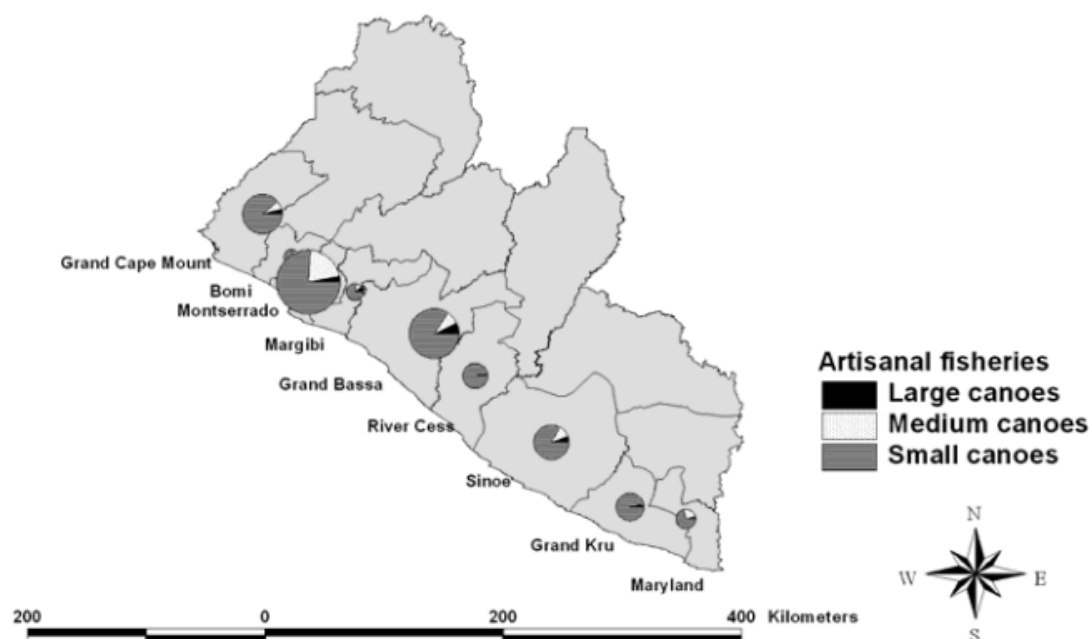 Grand Cape Mount
Bomi
Montserrado
Margibi
Grand Bassa
River Cess
Sinoe
Grand Kru
Maryland
Artisanal fisheries
Large canoes
Medium canoes
Small canoes
N
W E
S
200 0 200 400 Kilometers